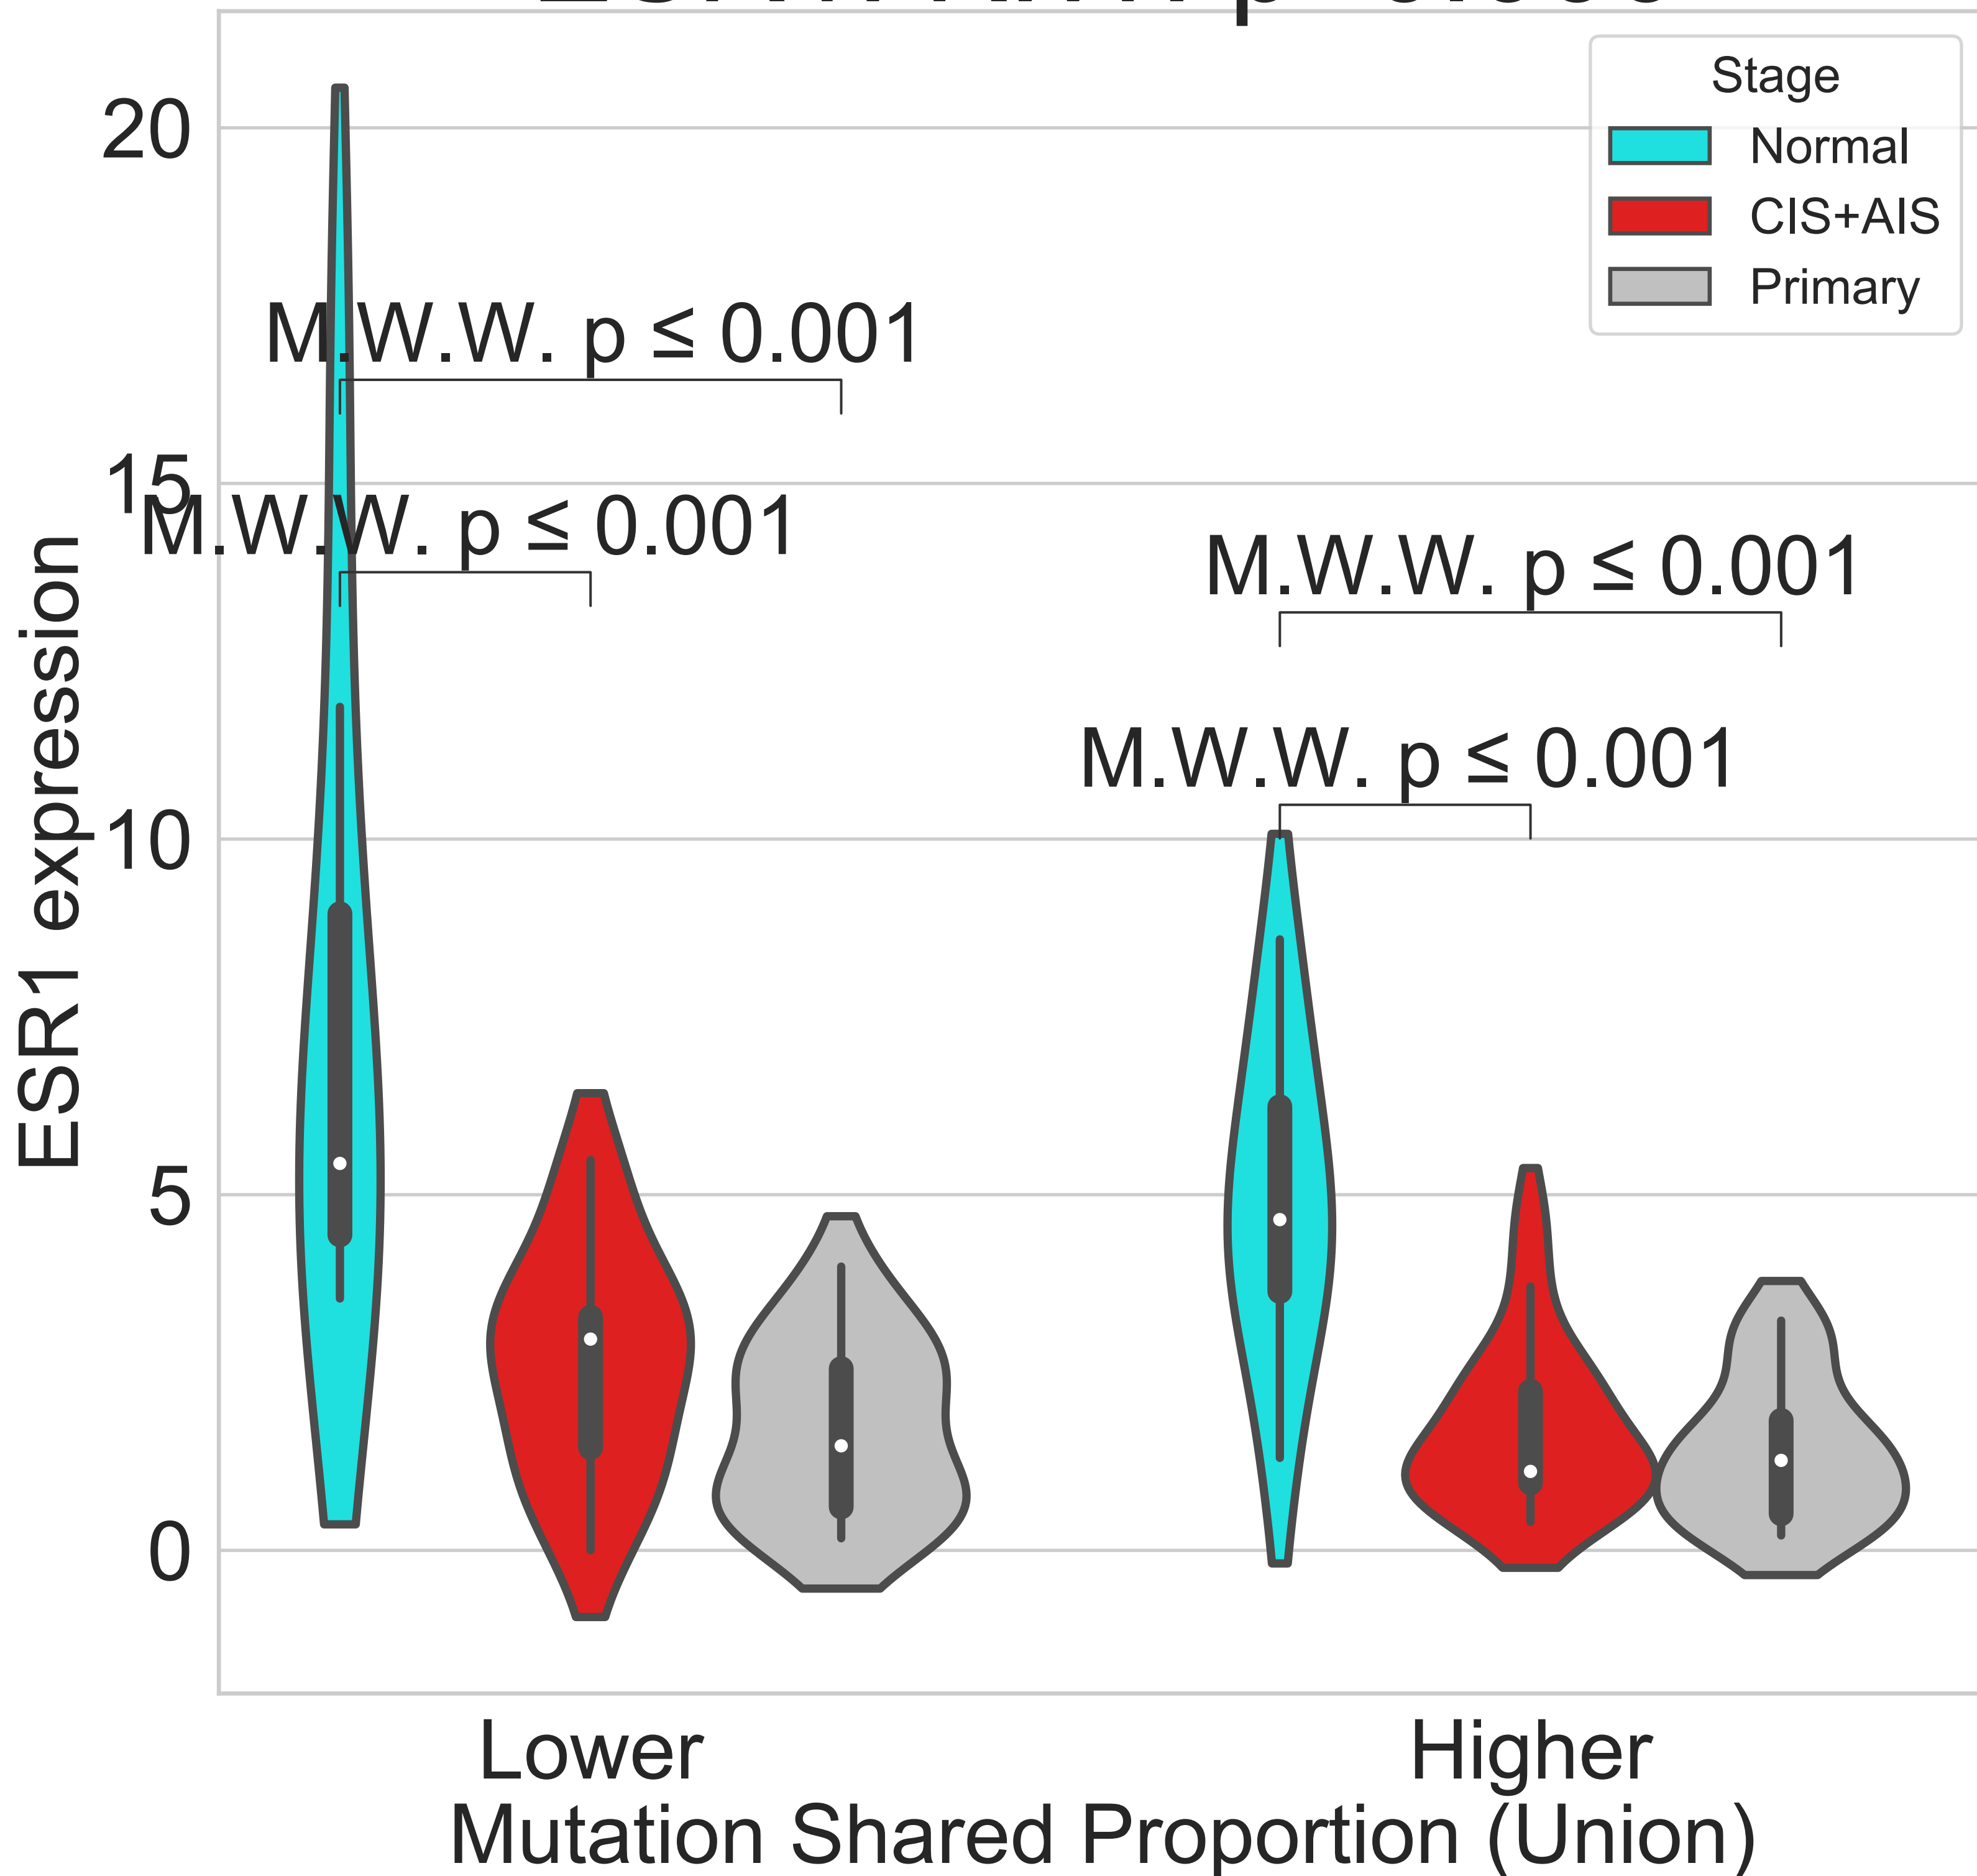 Stage
Normal
CIS+AIS
Primary
20
15
10
5
0
ESR1 expression
M.W.W. p ≤ 0.001
M.W.W. p ≤ 0.001
M.W.W. p ≤ 0.001
M.W.W. p ≤ 0.001
Lower
Higher
Mutation Shared Proportion (Union)